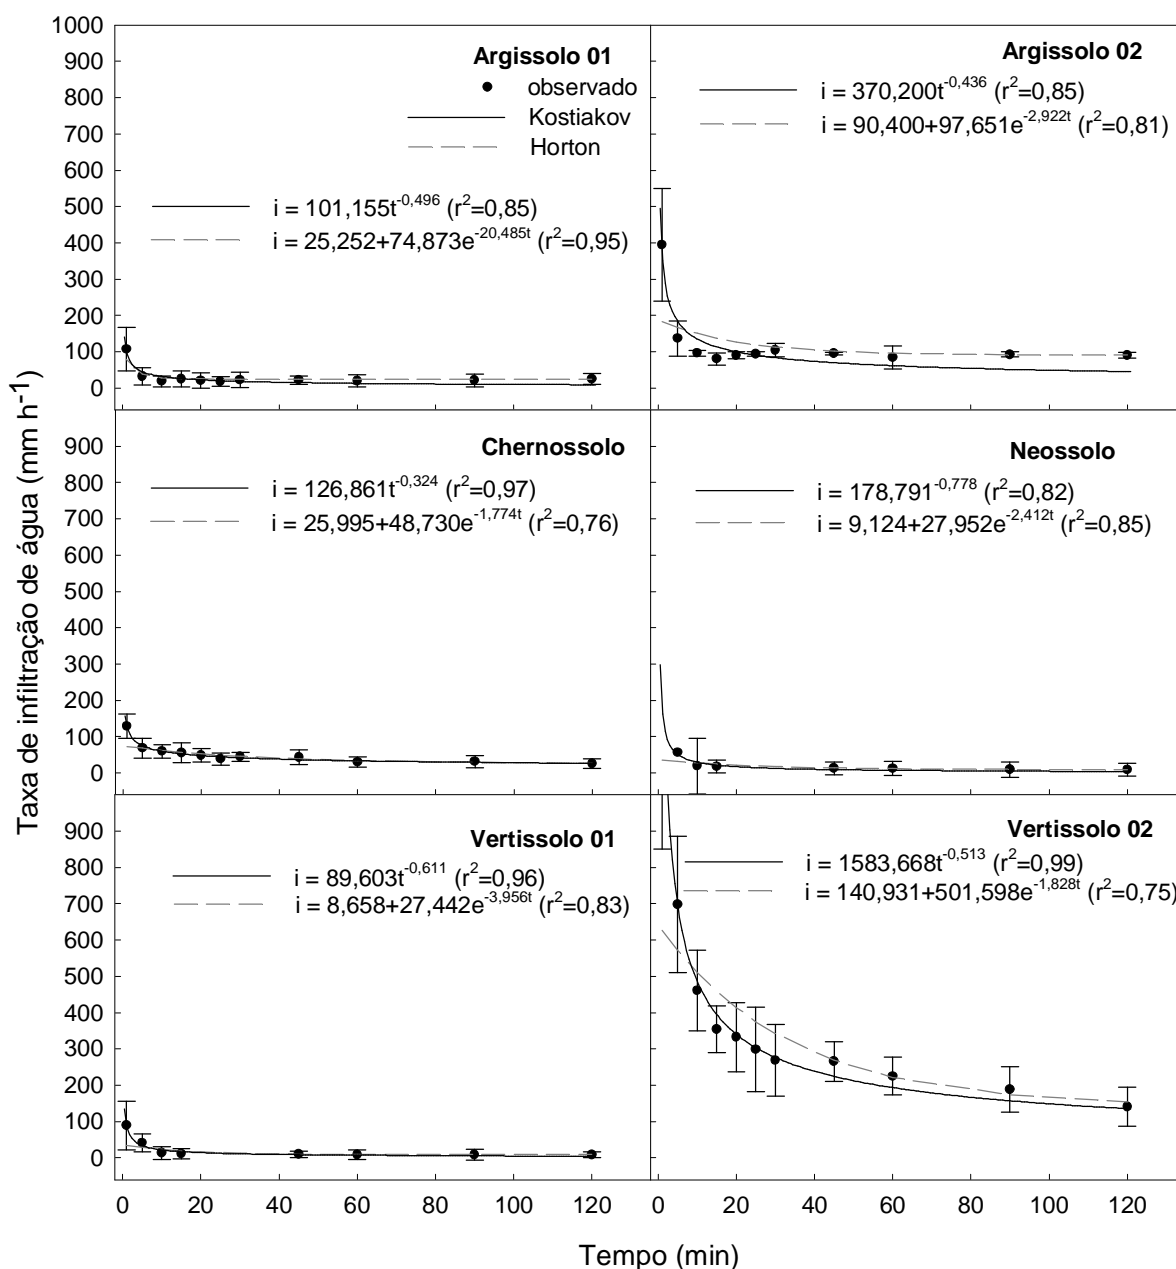 Taxa de infiltração de água (mm h-1)
1000
900
800
700
600
500
400
300
200
100
0
Argissolo 01
observado
Kostiakov
Horton
i = 101,155t-0,496 (r2=0,85)
i = 25,252+74,873e-20,485t (r2=0,95)
Argissolo 02
i = 370,200t-0,436 (r2=0,85)
i = 90,400+97,651e-2,922t (r2=0,81)
900
800
700
600
500
400
300
200
100
0
Chernossolo
i = 126,861t-0,324 (r2=0,97)
i = 25,995+48,730e-1,774t (r2=0,76)
Neossolo
i = 178,791-0,778 (r2=0,82)
i = 9,124+27,952e-2,412t (r2=0,85)
900
800
700
600
500
400
300
200
100
0
Vertissolo 01
i = 89,603t-0,611 (r2=0,96)
i = 8,658+27,442e-3,956t (r2=0,83)
Vertissolo 02
i = 1583,668t-0,513 (r2=0,99)
i = 140,931+501,598e-1,828t (r2=0,75)
0 20 40 60 80 100 120
0 20 40 60 80 100 120
Tempo (min)